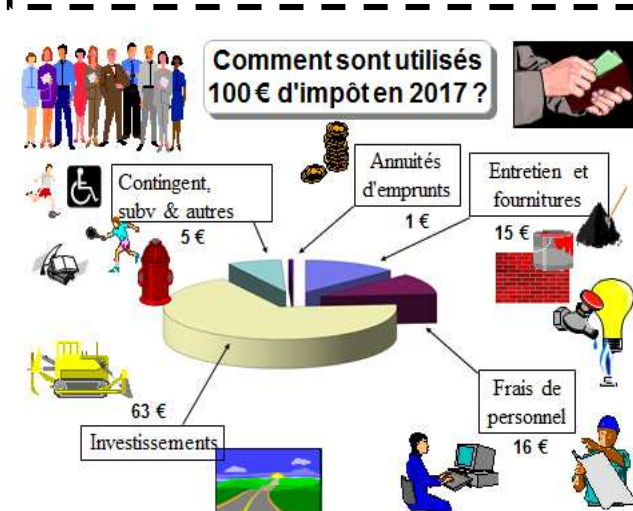 Comment sont utilisés
100 € d'impôt en 2017 ?
Contingent,
subv & autres
5 €
Annuités
d'emprunts
1 €
Entretien et
fournitures
15 €
Frais de
personnel
16 €
63 €
Investissements